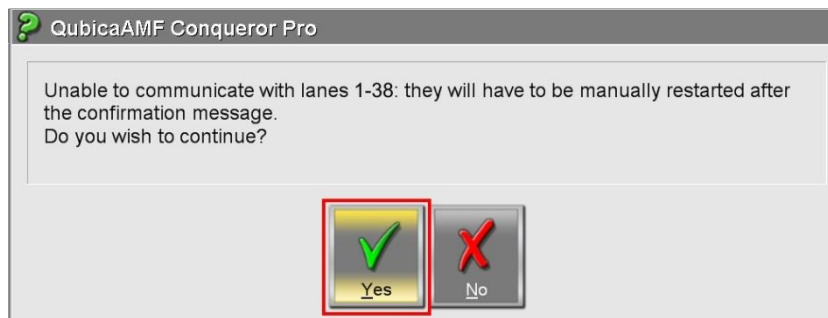 QubicaAMF Conqueror Pro
Unable to communicate with lanes 1-38: they will have to be manually restarted after
the confirmation message.
Do you wish to continue?
Yes
No